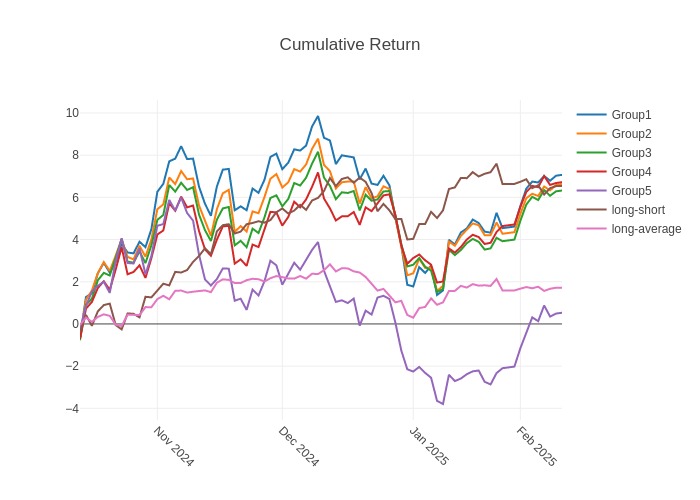 Cumulative Return
10
8
6
4
2
0
−2
−4
Nov 2024
Dec 2024
Jan 2025
Feb 2025
Group1
Group2
Group3
Group4
Group5
long-short
long-average